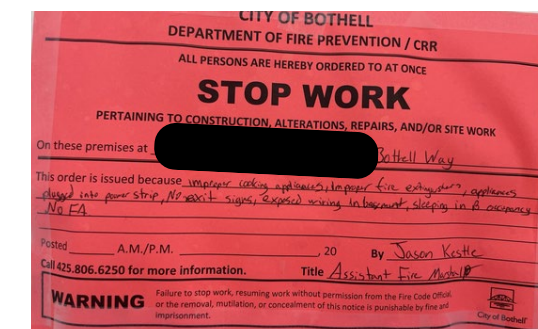 CITY OF BOTHELL
DEPARTMENT OF FIRE PREVENTION / CRR
ALL PERSONS ARE HEREBY ORDERED TO AT ONCE
STOP WORK
PERTAINING TO CONSTRUCTION, ALTERATIONS, REPAIRS, AND/OR SITE WORK
On these premises at Bothell Way
This order is issued because improper cooking appliances, Improper fire extinguishers, appliances
plugged into power strip, No exit signs, exposed wiring In basement, sleeping in B occupancy
No FA
Posted A.M./P.M. , 20 By Jason Kestle
Call 425.806.6250 for more information. Title Assistant Fire Marshal
WARNING Failure to stop work, resuming work without permission from the Fire Code Official,
or the removal, mutilation, or concealment of this notice is punishable by fine and
imprisonment.
City of Bothell